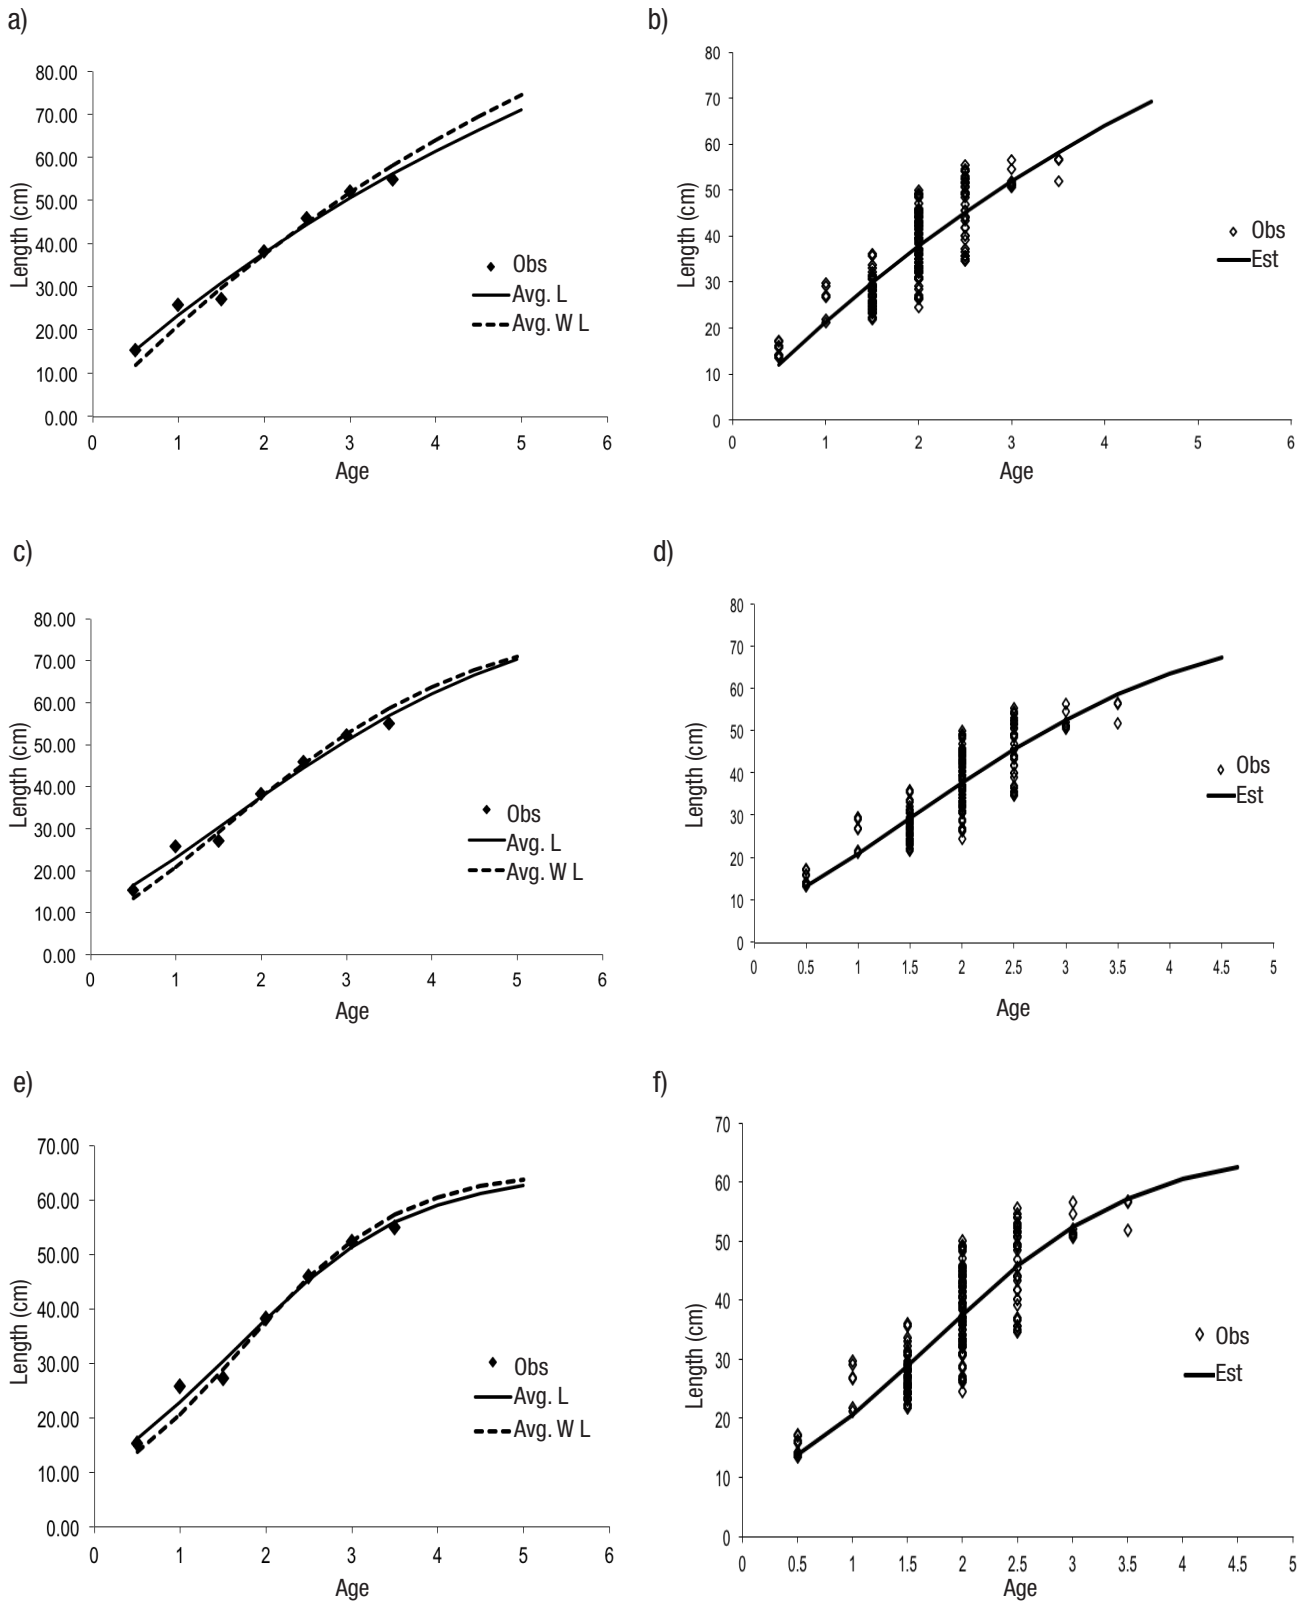 a)
80.00
70.00
60.00
50.00
40.00
30.00
20.00
10.00
0.00
Length (cm)
Obs
Avg. L
Avg. W L
0 1 2 3 4 5 6
Age
b)
80
70
60
50
40
30
20
10
0
Length (cm)
Obs
Est
0 1 2 3 4 5 6
Age
c)
80.00
70.00
60.00
50.00
40.00
30.00
20.00
10.00
0.00
Length (cm)
Obs
Avg. L
Avg. W L
0 1 2 3 4 5 6
Age
d)
80
70
60
50
40
30
20
10
0
Length (cm)
Obs
Est
0 0.5 1 1.5 2 2.5 3 3.5 4 4.5 5
Age
e)
70.00
60.00
50.00
40.00
30.00
20.00
10.00
0.00
Length (cm)
Obs
Avg. L
Avg. W L
0 1 2 3 4 5 6
Age
f)
70
60
50
40
30
20
10
0
Length (cm)
Obs
Est
0 0.5 1 1.5 2 2.5 3 3.5 4 4.5 5
Age